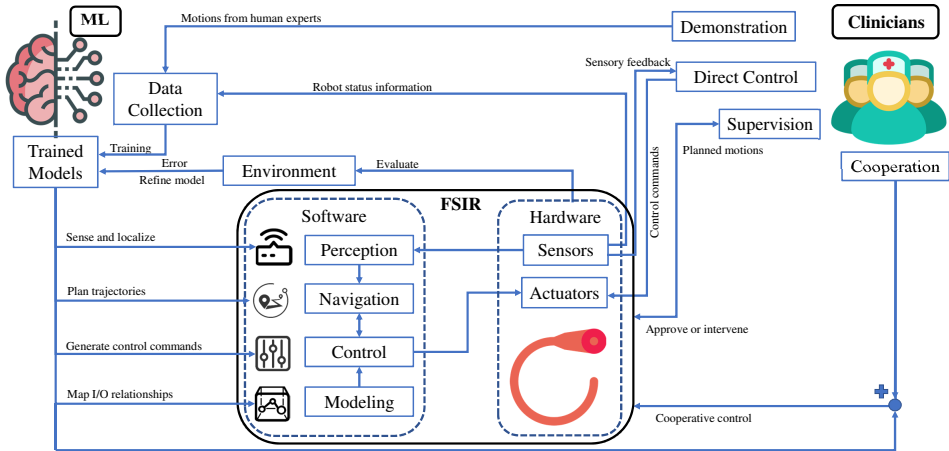 ML
Motions from human experts
Demonstration
Clinicians
Data
Collection
Robot status information
Sensory feedback
Direct Control
Training
Trained
Models
Error
Refine model
Environment
Evaluate
Control commands
Supervision
Planned motions
Cooperation
FSIR
Software
Hardware
Sense and localize
Perception
Sensors
Plan trajectories
Navigation
Actuators
Approve or intervene
Generate control commands
Control
Map I/O relationships
Modeling
Cooperative control